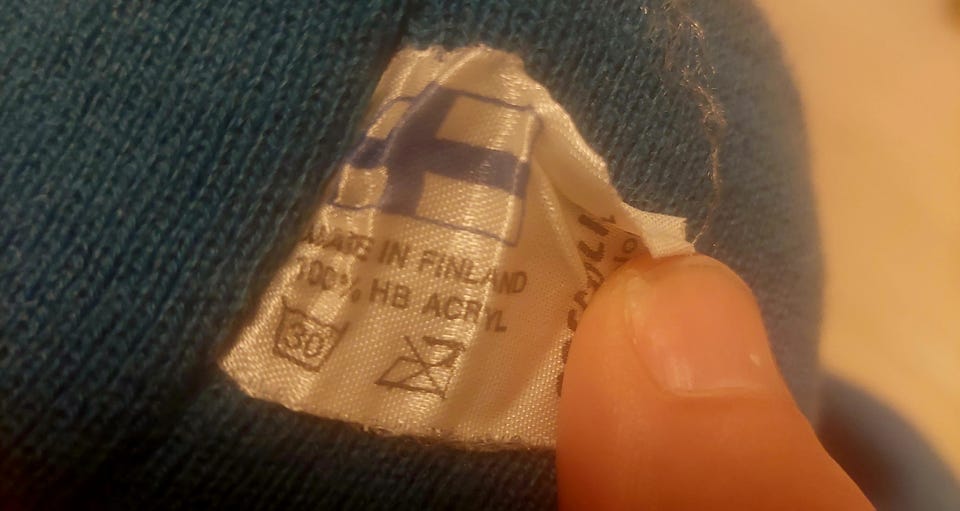 MADE IN FINLAND
100% HB ACRYL
30